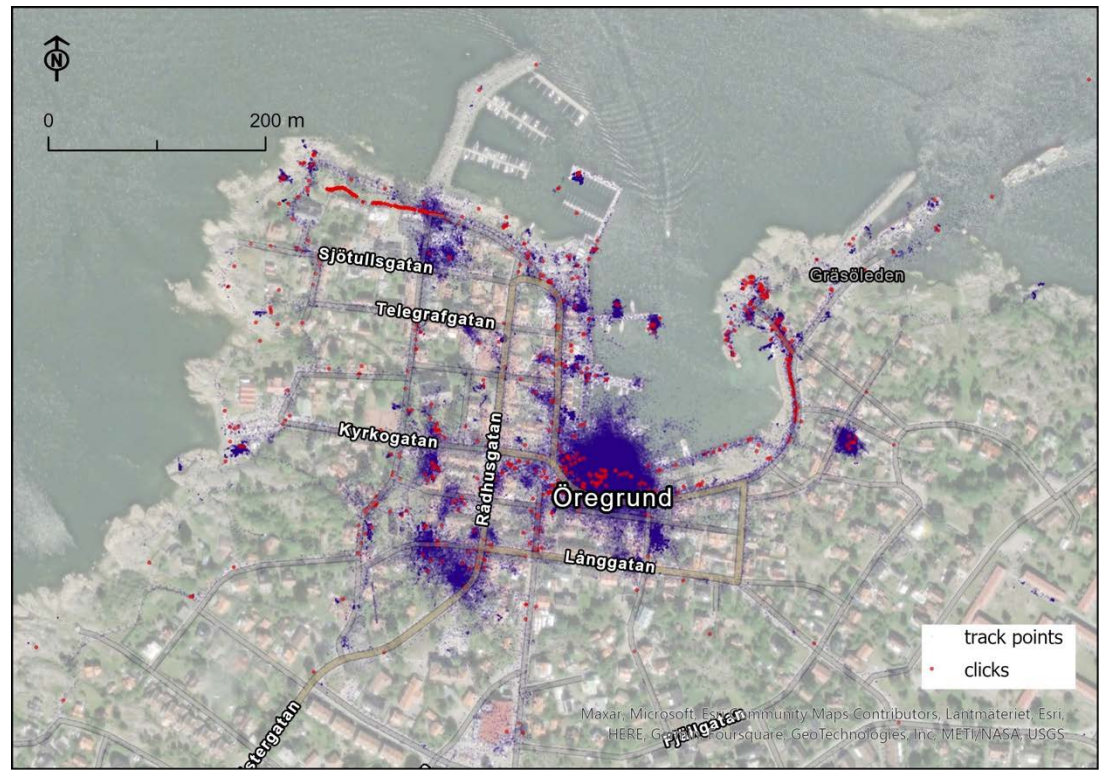 N
0 200 m
Sjötullsgatan
Gräsöleden
Telegrafgatan
Kyrkogatan
Rådhusgatan
Öregrund
Långgatan
track points
clicks
Fjällgatan
stergatan
Maxar, Microsoft, Esri Community Maps Contributors, Lantmateriet, Esri,
HERE, Garmin, Foursquare, GeoTechnologies, Inc, METI/NASA, USGS